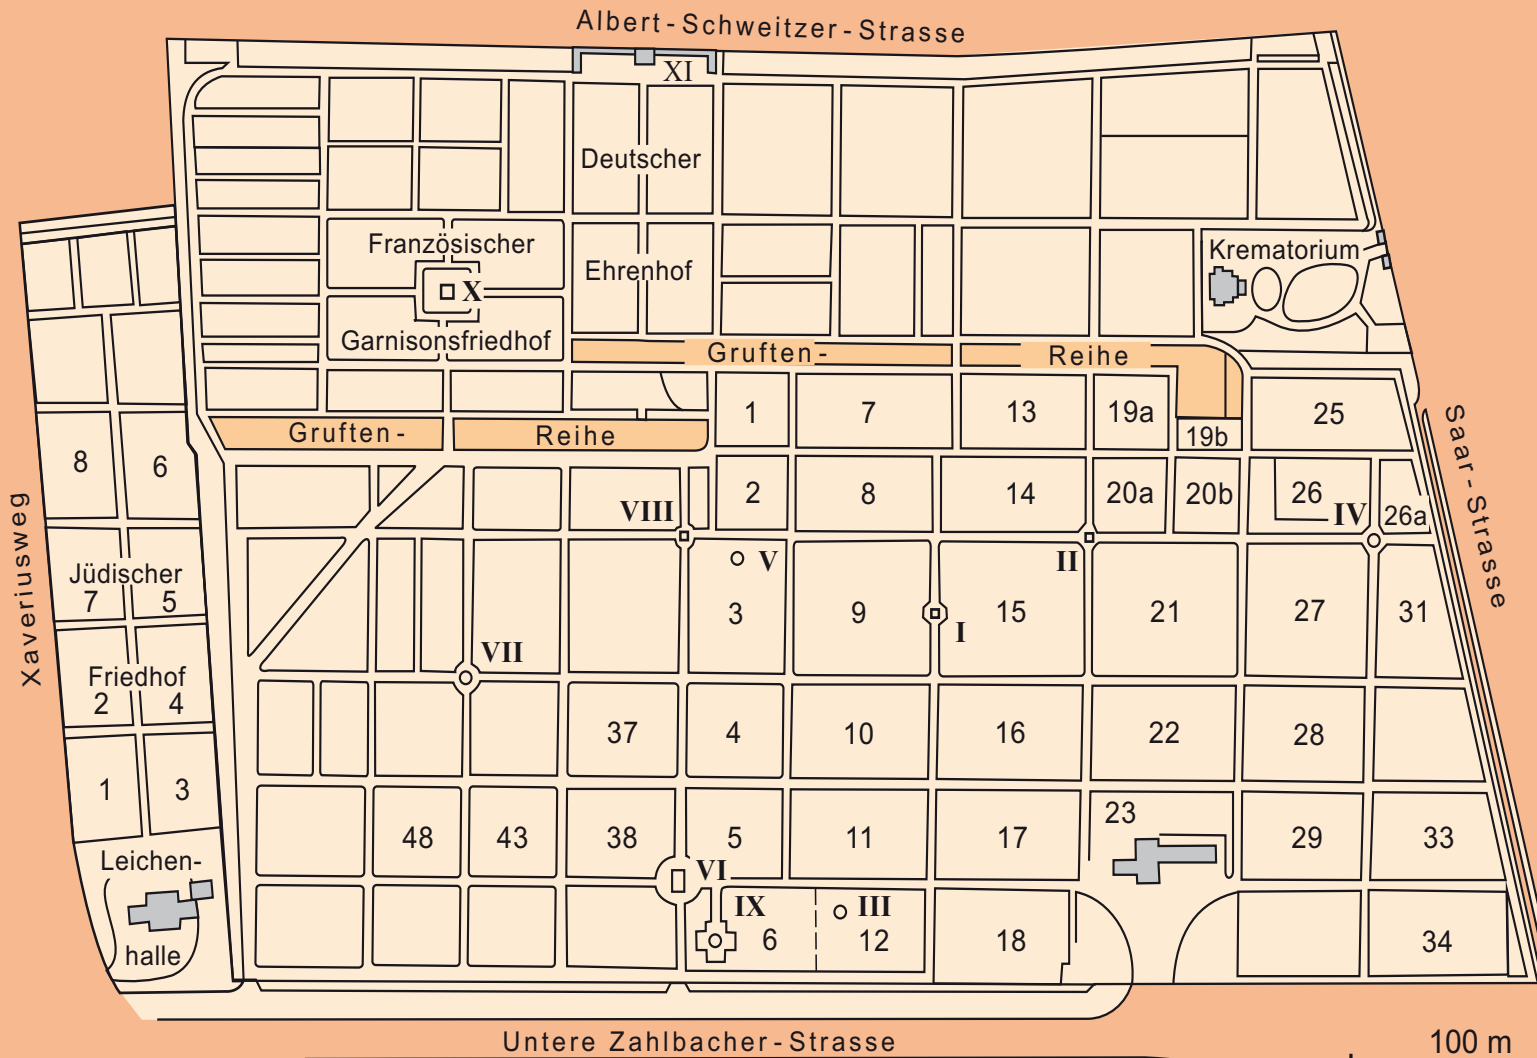 Albert-Schweitzer-Strasse
XI
Deutscher
Französischer
Ehrenhof
Krematorium
X
Garnisonsfriedhof
Gruften-
Reihe
1
7
13
19a
25
Gruften-
Reihe
19b
8
6
2
8
14
20a
20b
26
VIII
IV
26a
Saar-Strasse
Xaveriusweg
V
II
Jüdischer
7
5
3
9
I
15
21
27
31
VII
Friedhof
2
4
37
4
10
16
22
28
1
3
48
43
38
5
11
17
23
29
33
Leichen-
VI
IX
III
halle
6
12
18
34
Untere Zahlbacher-Strasse
100 m